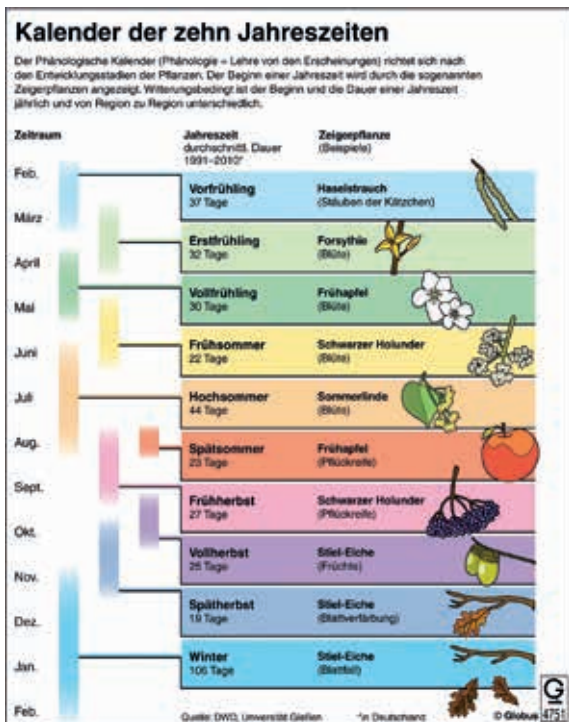 Kalender der zehn Jahreszeiten
Der Phänologische Kalender (Phänologie = Lehre von den Erscheinungen) richtet sich nach
den Entwicklungsstadien der Pflanzen. Der Beginn einer Jahreszeit wird durch die sogenannten
Zeigerpflanzen angezeigt. Witterungsbedingt ist der Beginn und die Dauer einer Jahreszeit
jährlich und von Region zu Region unterschiedlich.
Zeitraum
Jahreszeit
durchschnittl. Dauer
1991–2010*
Zeigerpflanze
(Beispiele)
Feb.
Vorfrühling
37 Tage
Haselstrauch
(Stäuben der Kätzchen)
März
Erstfrühling
32 Tage
Forsythie
(Blüte)
April
Vollfrühling
30 Tage
Frühapfel
(Blüte)
Mai
Frühsommer
22 Tage
Schwarzer Holunder
(Blüte)
Juni
Hochsommer
44 Tage
Sommerlinde
(Blüte)
Juli
Aug.
Spätsommer
23 Tage
Frühapfel
(Pflückreife)
Sept.
Frühherbst
27 Tage
Schwarzer Holunder
(Pflückreife)
Okt.
Vollherbst
Tage
Stiel-Eiche
(Früchte)
Nov.
Spätherbst
19 Tage
Stiel-Eiche
(Blattverfärbung)
Dez.
Jan.
Winter
106 Tage
Stiel-Eiche
(Blattfall)
Feb.
Quelle: DWD, Universität Gießen
*in Deutschland
© Globus
G